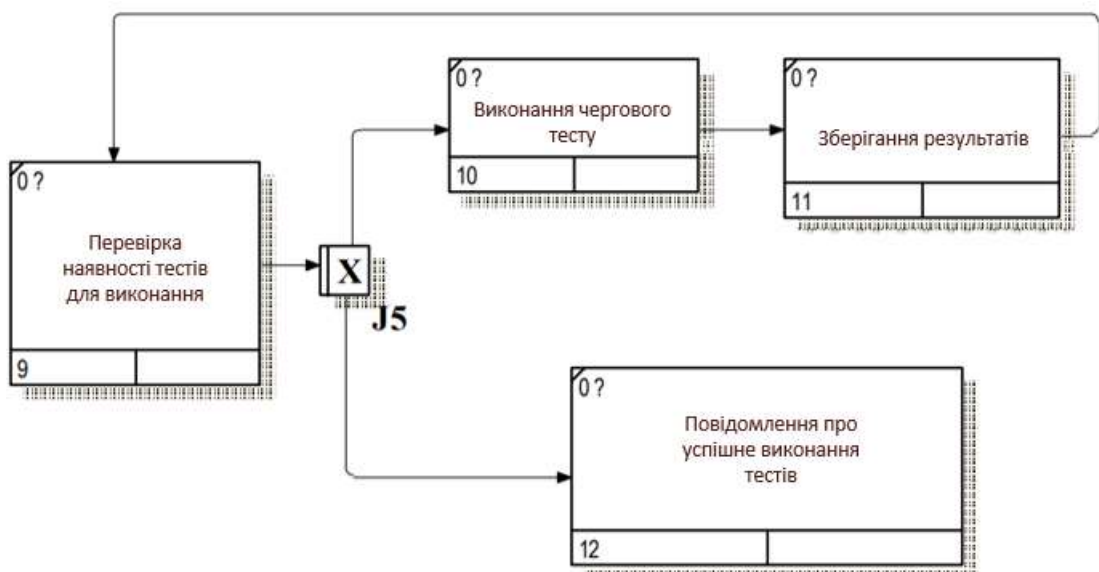 0 ?
Виконання чергового
тесту
10
0 ?
Зберігання результатів
11
0 ?
Перевірка
наявності тестів
для виконання
9
X
J5
0 ?
Повідомлення про
успішне виконання
тестів
12